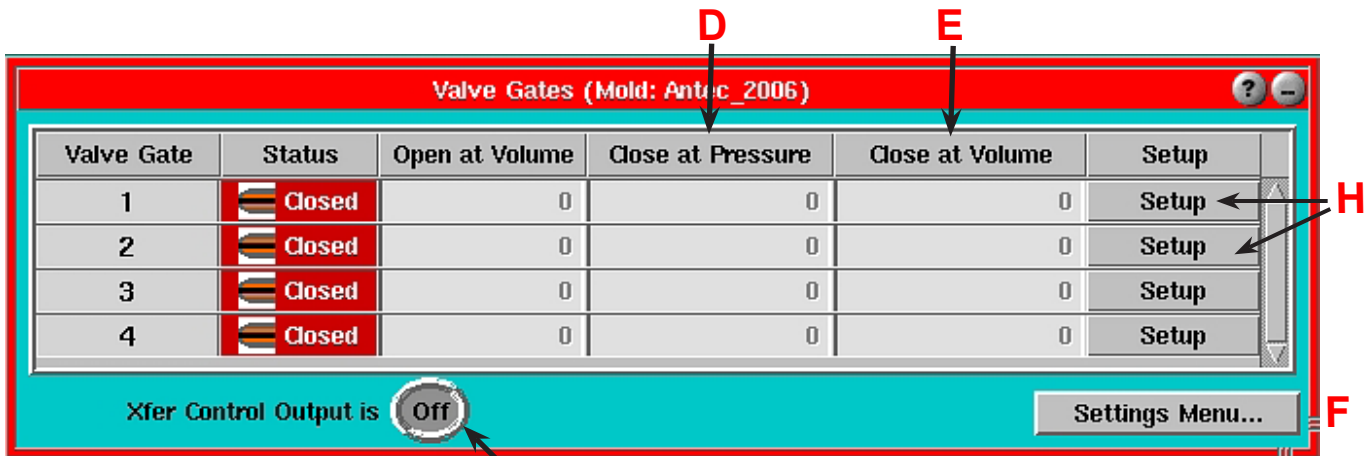 D E
Valve Gates (Mold: Antec_2006) ? -
Valve Gate Status Open at Volume Close at Pressure Close at Volume Setup
1 Closed 0 0 0 Setup H
2 Closed 0 0 0 Setup
3 Closed 0 0 0 Setup
4 Closed 0 0 0 Setup
Xfer Control Output is Off Settings Menu... F